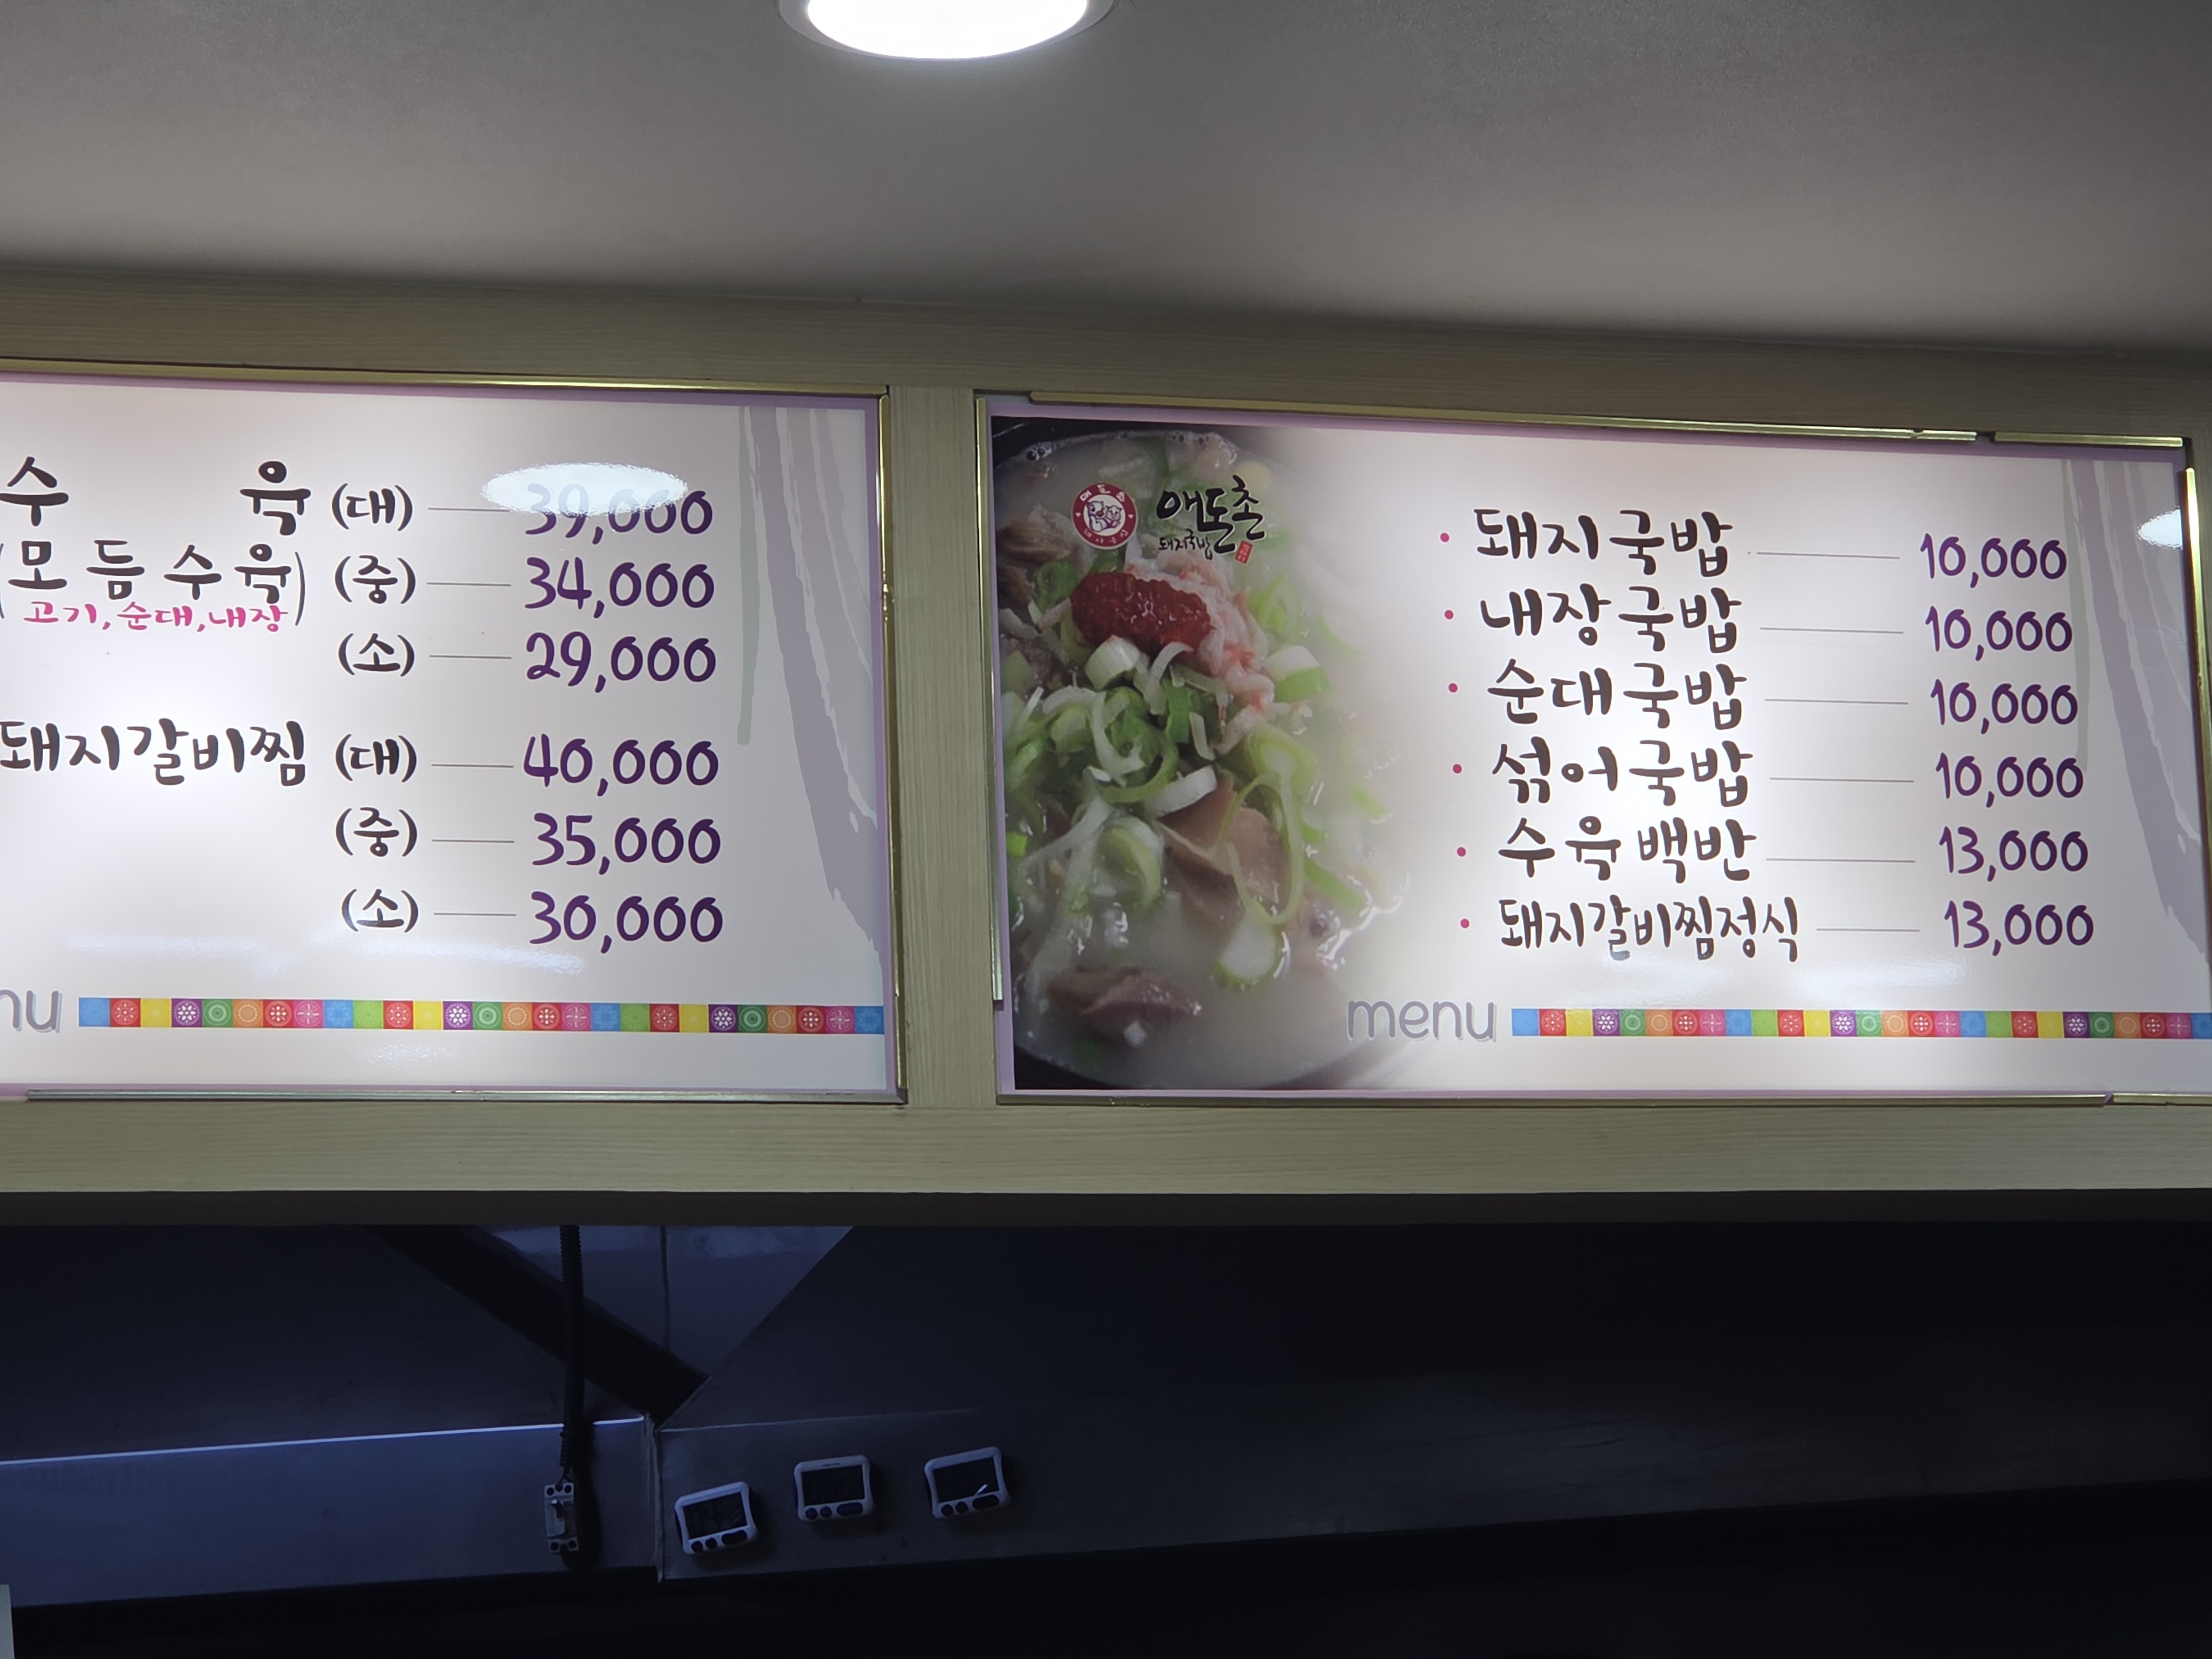 수 육 (대) 39,000
(모듬수육) (중) 34,000
고기,순대,내장
(소) 29,000
돼지갈비찜 (대) 40,000
(중) 35,000
(소) 30,000
nu
애돈촌
돼지국밥
• 돼지국밥 10,000
• 내장국밥 10,000
• 순대국밥 10,000
• 섞어국밥 10,000
• 수육백반 13,000
• 돼지갈비찜정식 13,000
menu